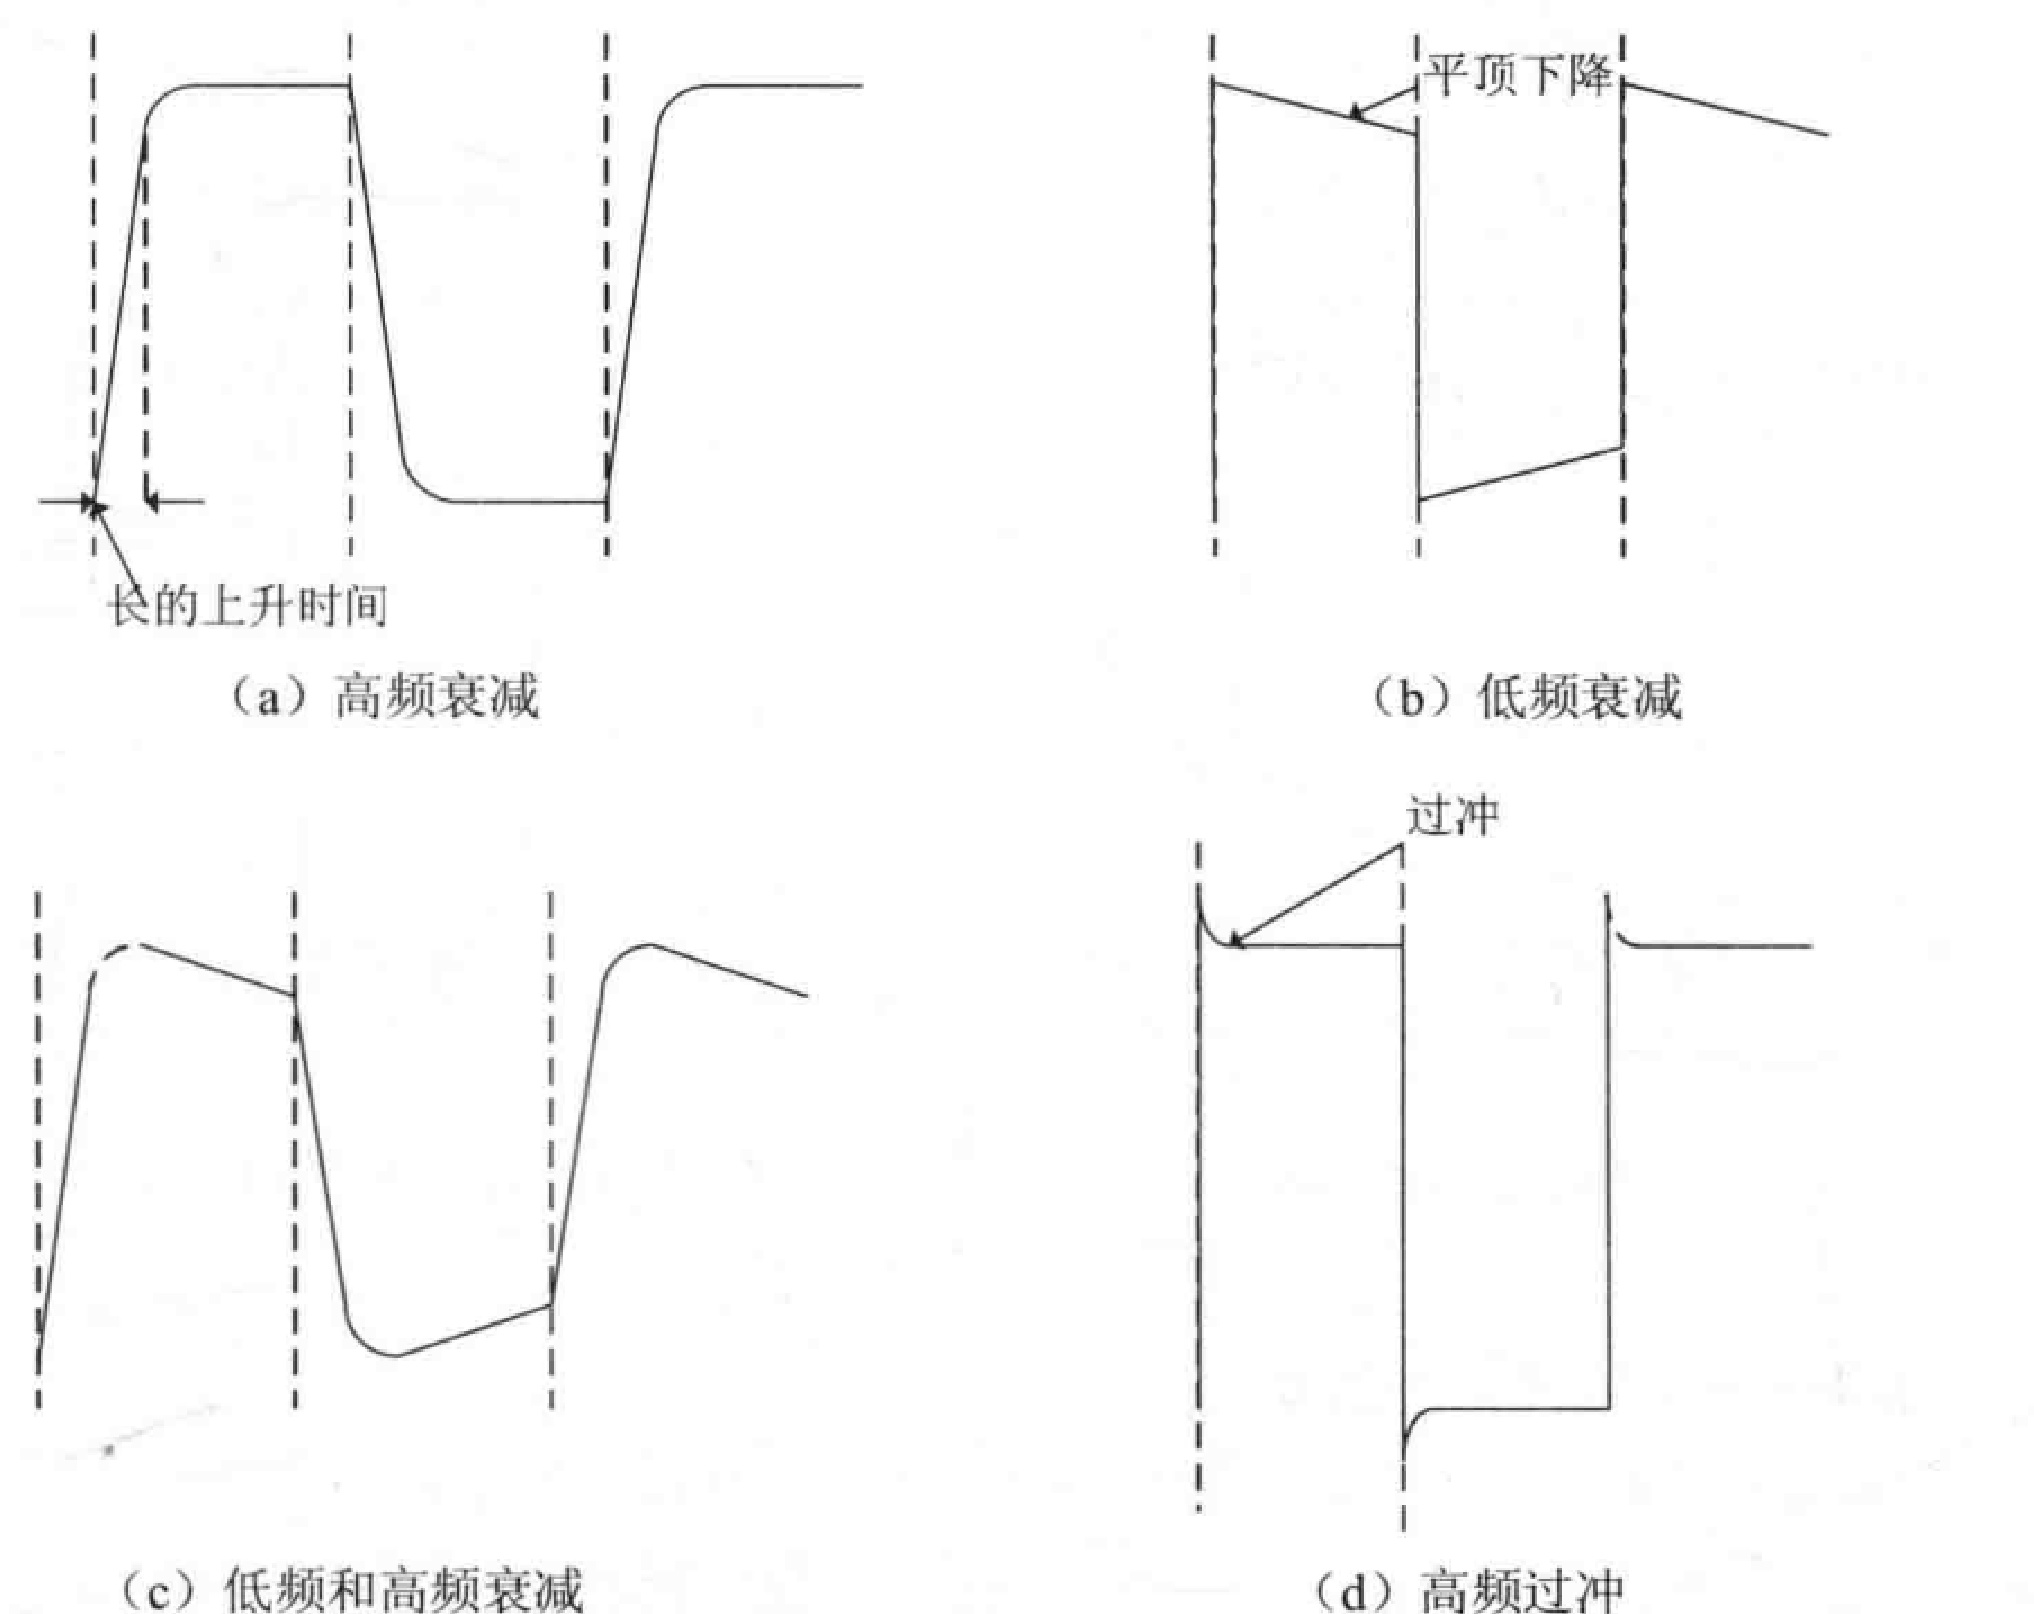 平顶下降
长的上升时间
（a）高频衰减
（b）低频衰减
过冲
（c）低频和高频衰减
（d）高频过冲